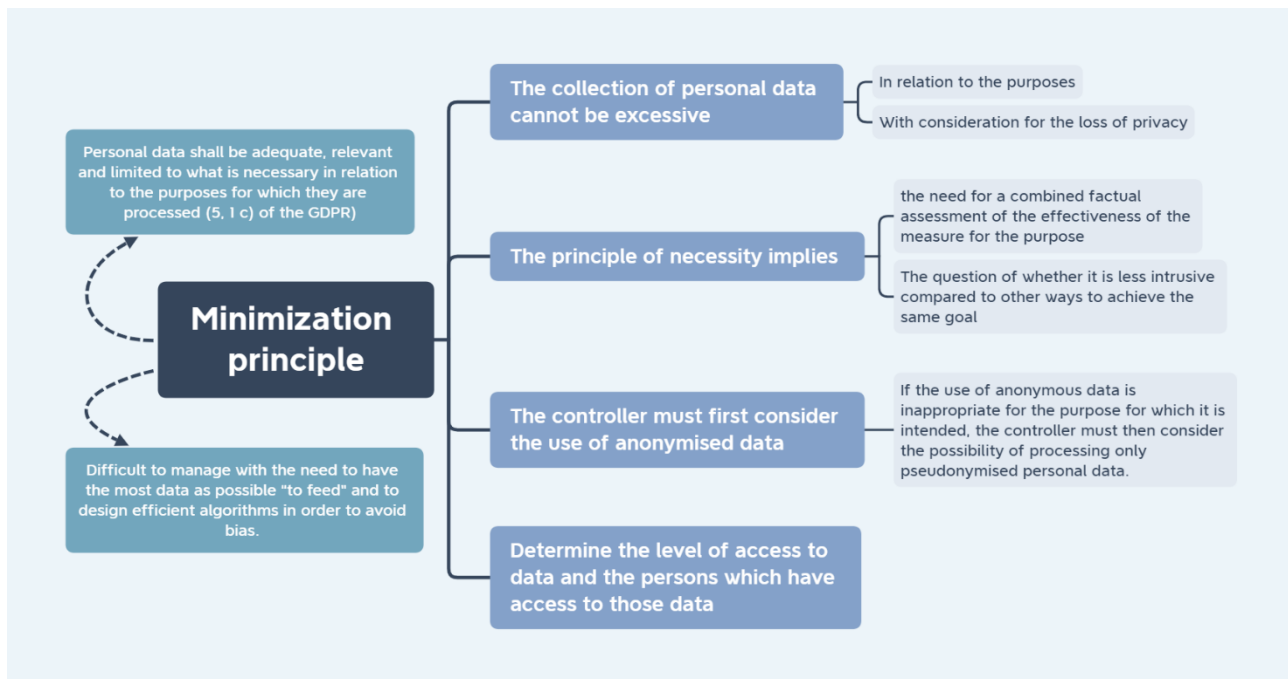 Minimization
principle
Personal data shall be adequate, relevant
and limited to what is necessary in relation
to the purposes for which they are
processed (5, 1 c) of the GDPR)
Difficult to manage with the need to have
the most data as possible "to feed" and to
design efficient algorithms in order to avoid
bias.
The collection of personal data
cannot be excessive
In relation to the purposes
With consideration for the loss of privacy
The principle of necessity implies
the need for a combined factual
assessment of the effectiveness of the
measure for the purpose
The question of whether it is less intrusive
compared to other ways to achieve the
same goal
The controller must first consider
the use of anonymised data
If the use of anonymous data is
inappropriate for the purpose for which it is
intended, the controller must then consider
the possibility of processing only
pseudonymised personal data.
Determine the level of access to
data and the persons which have
access to those data